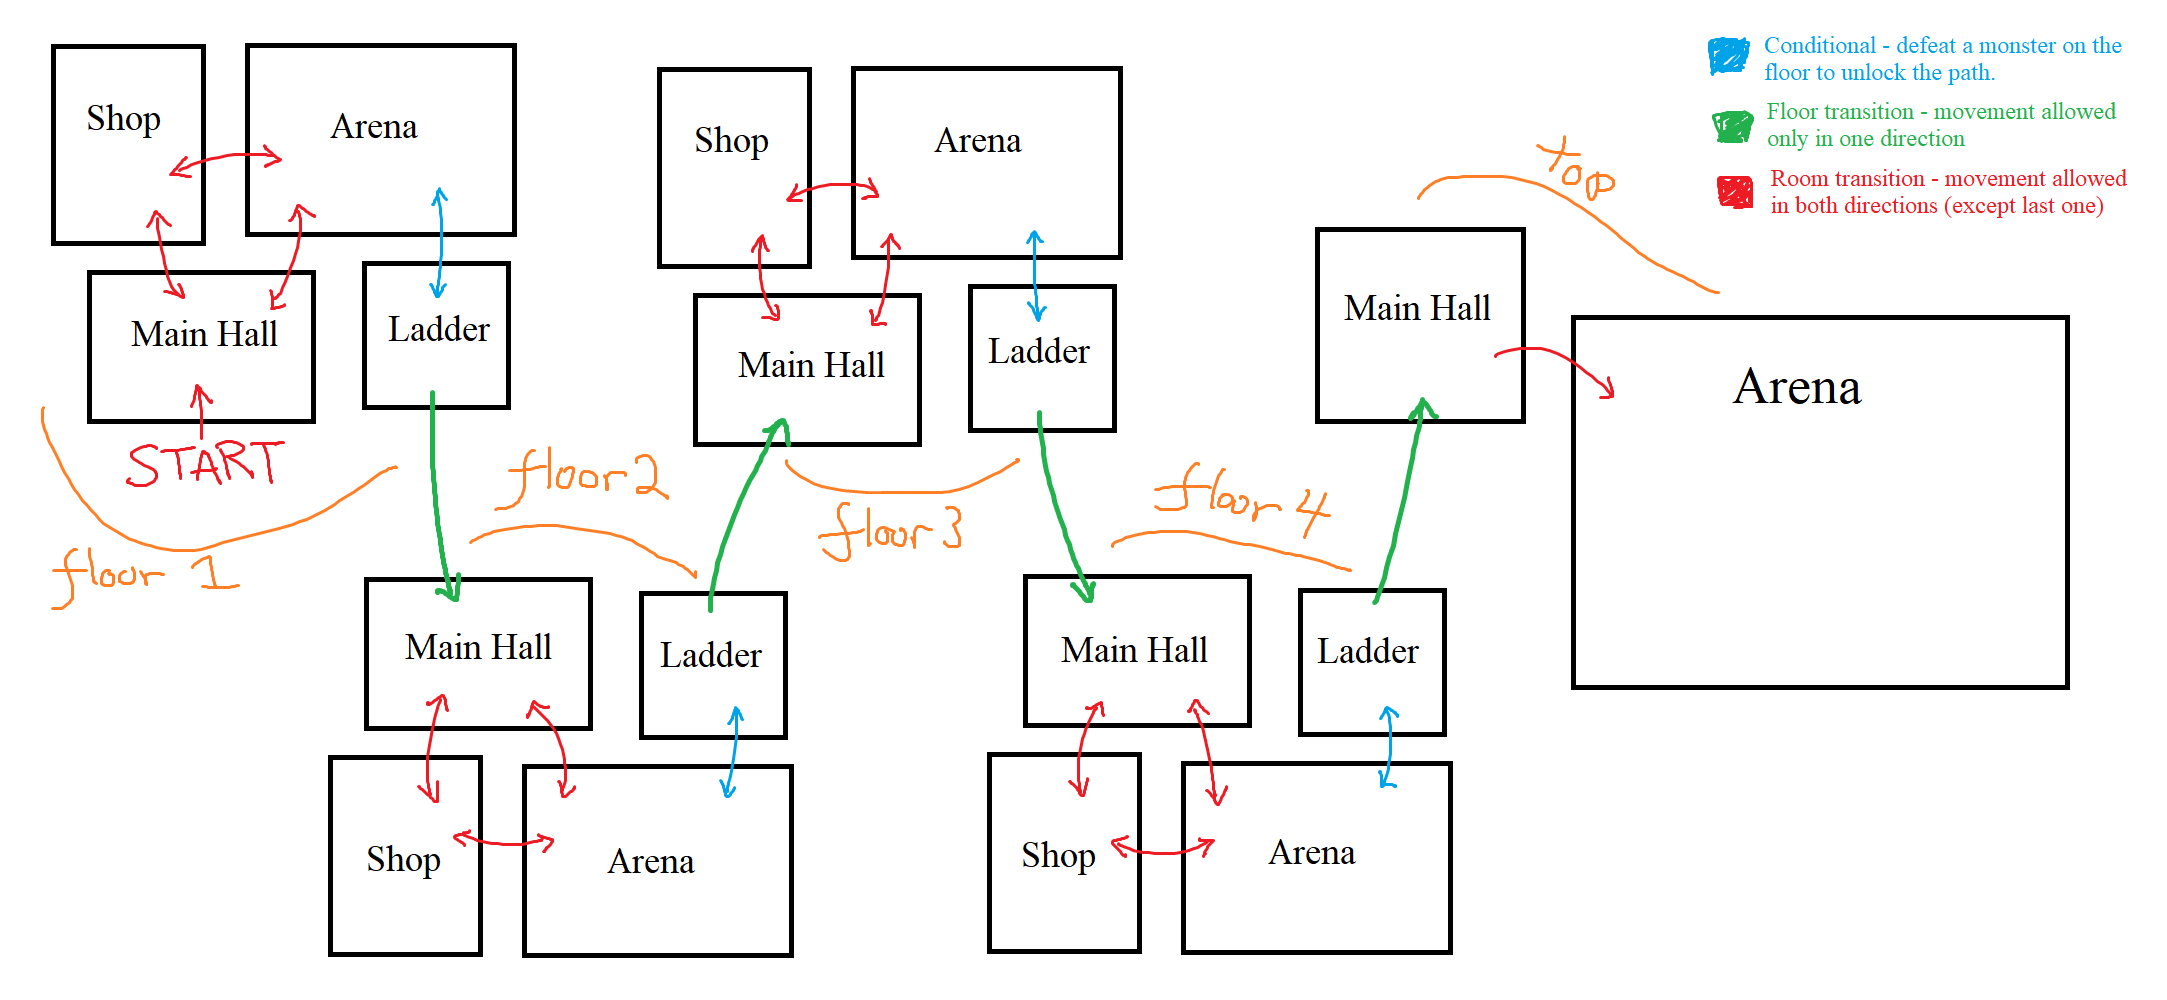 Shop
Arena
Main Hall
Ladder
START
floor 1
floor 2
Main Hall
Ladder
Shop
Arena
Shop
Arena
Main Hall
Ladder
floor 3
floor 4
Main Hall
Ladder
Shop
Arena
top
Main Hall
Arena
Conditional - defeat a monster on the
floor to unlock the path.
Floor transition - movement allowed
only in one direction
Room transition - movement allowed
in both directions (except last one)